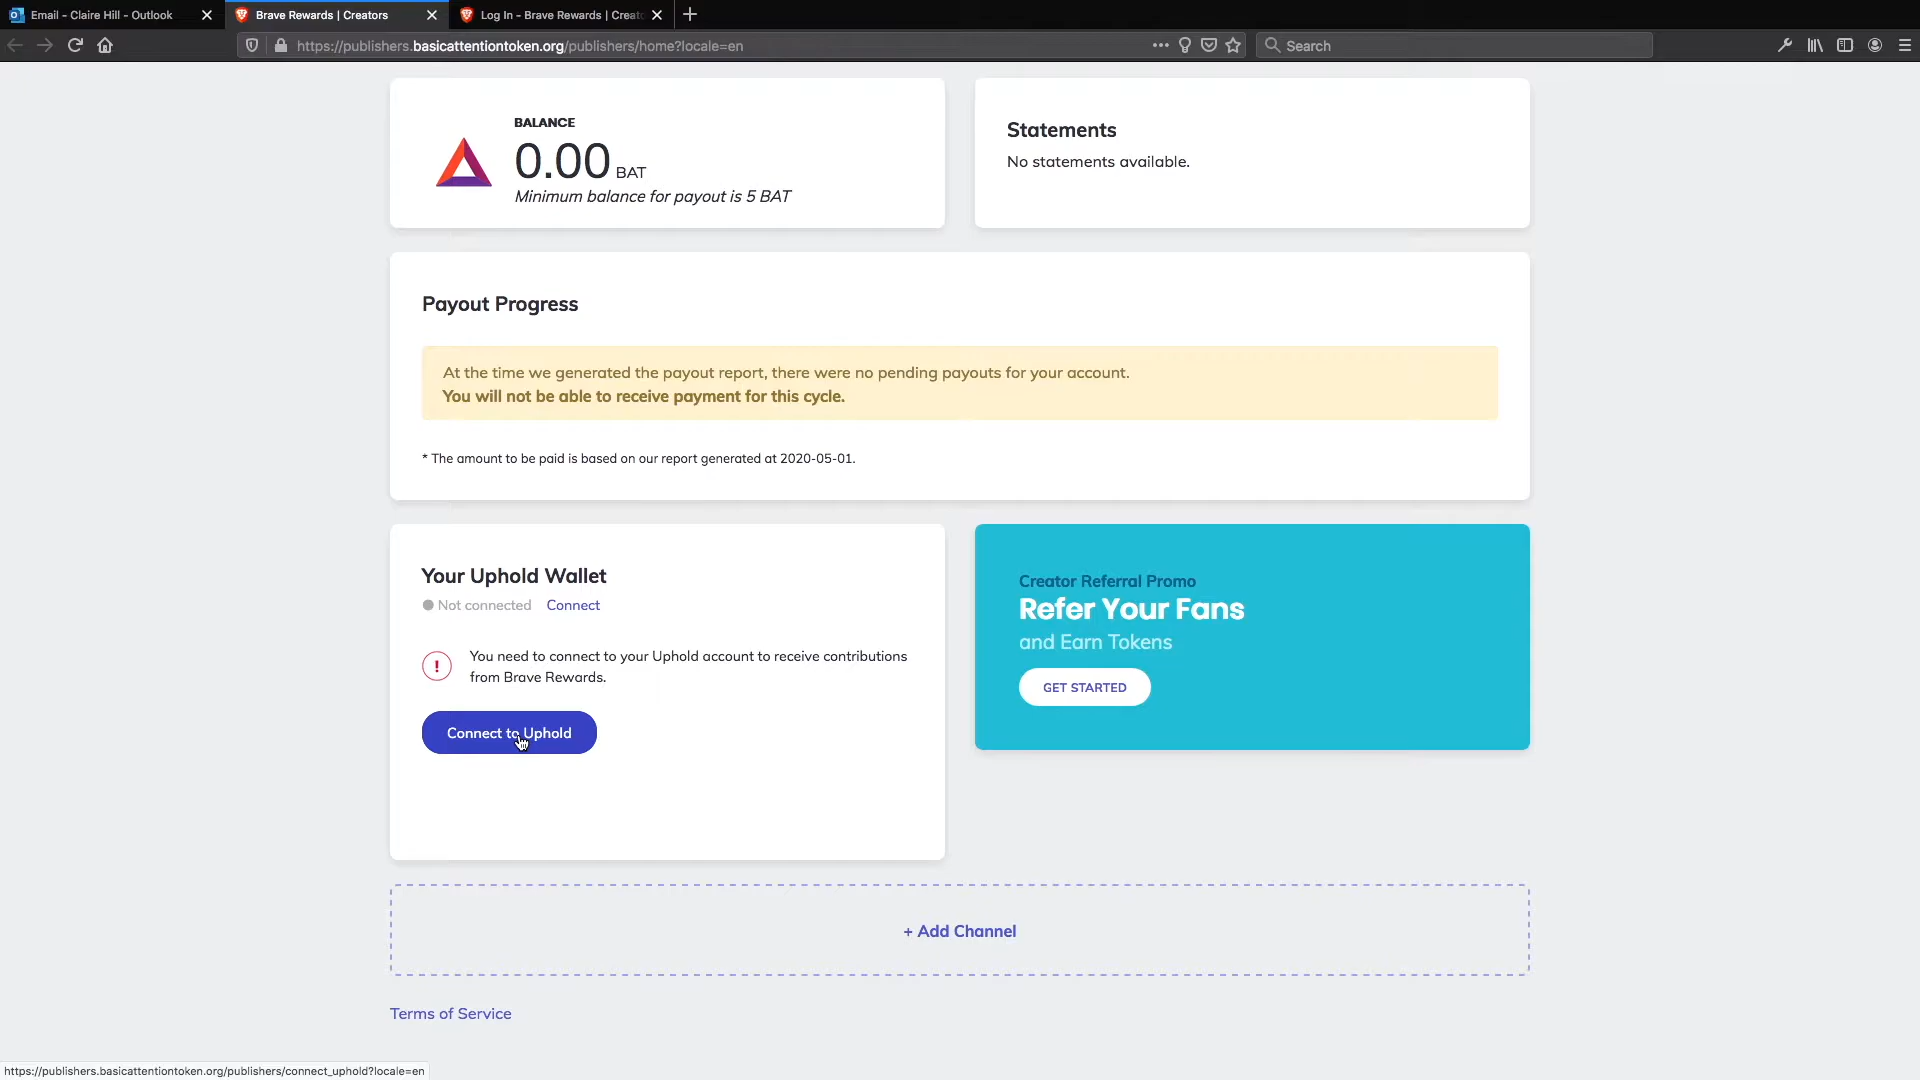 Email - Claire Hill - Outlook
Brave Rewards | Creators
Log In - Brave Rewards | Creato
https://publishers.basicattentiontoken.org/publishers/home?locale=en
Search
BALANCE
0.00 BAT
Minimum balance for payout is 5 BAT
Statements
No statements available.
Payout Progress
At the time we generated the payout report, there were no pending payouts for your account.
You will not be able to receive payment for this cycle.
* The amount to be paid is based on our report generated at 2020-05-01.
Your Uphold Wallet
Not connected Connect
! You need to connect to your Uphold account to receive contributions
from Brave Rewards.
Connect to Uphold
Creator Referral Promo
Refer Your Fans
and Earn Tokens
GET STARTED
+ Add Channel
Terms of Service
https://publishers.basicattentiontoken.org/publishers/connect_uphold?locale=en